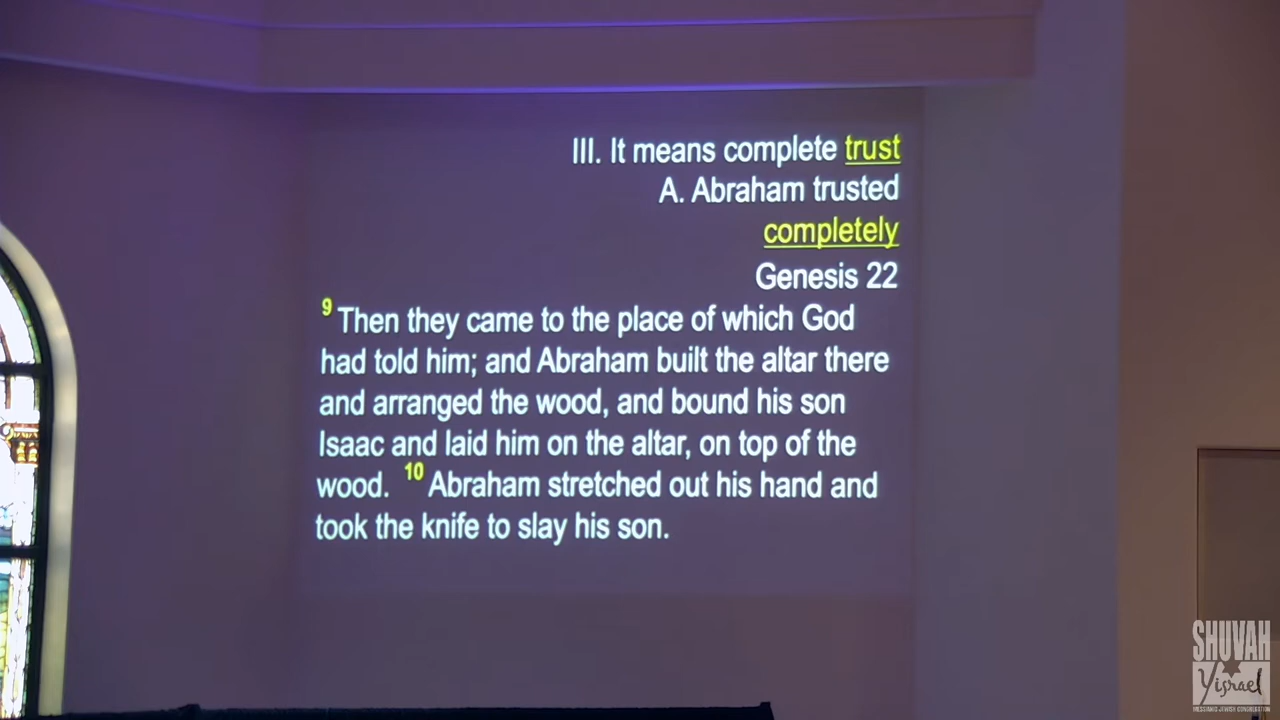 III. It means complete trust
A. Abraham trusted
completely
Genesis 22
9 Then they came to the place of which God
had told him; and Abraham built the altar there
and arranged the wood, and bound his son
Isaac and laid him on the altar, on top of the
wood. 10 Abraham stretched out his hand and
took the knife to slay his son.
SHUVAH
Yisrael
MESSIANIC JEWISH CONGREGATION